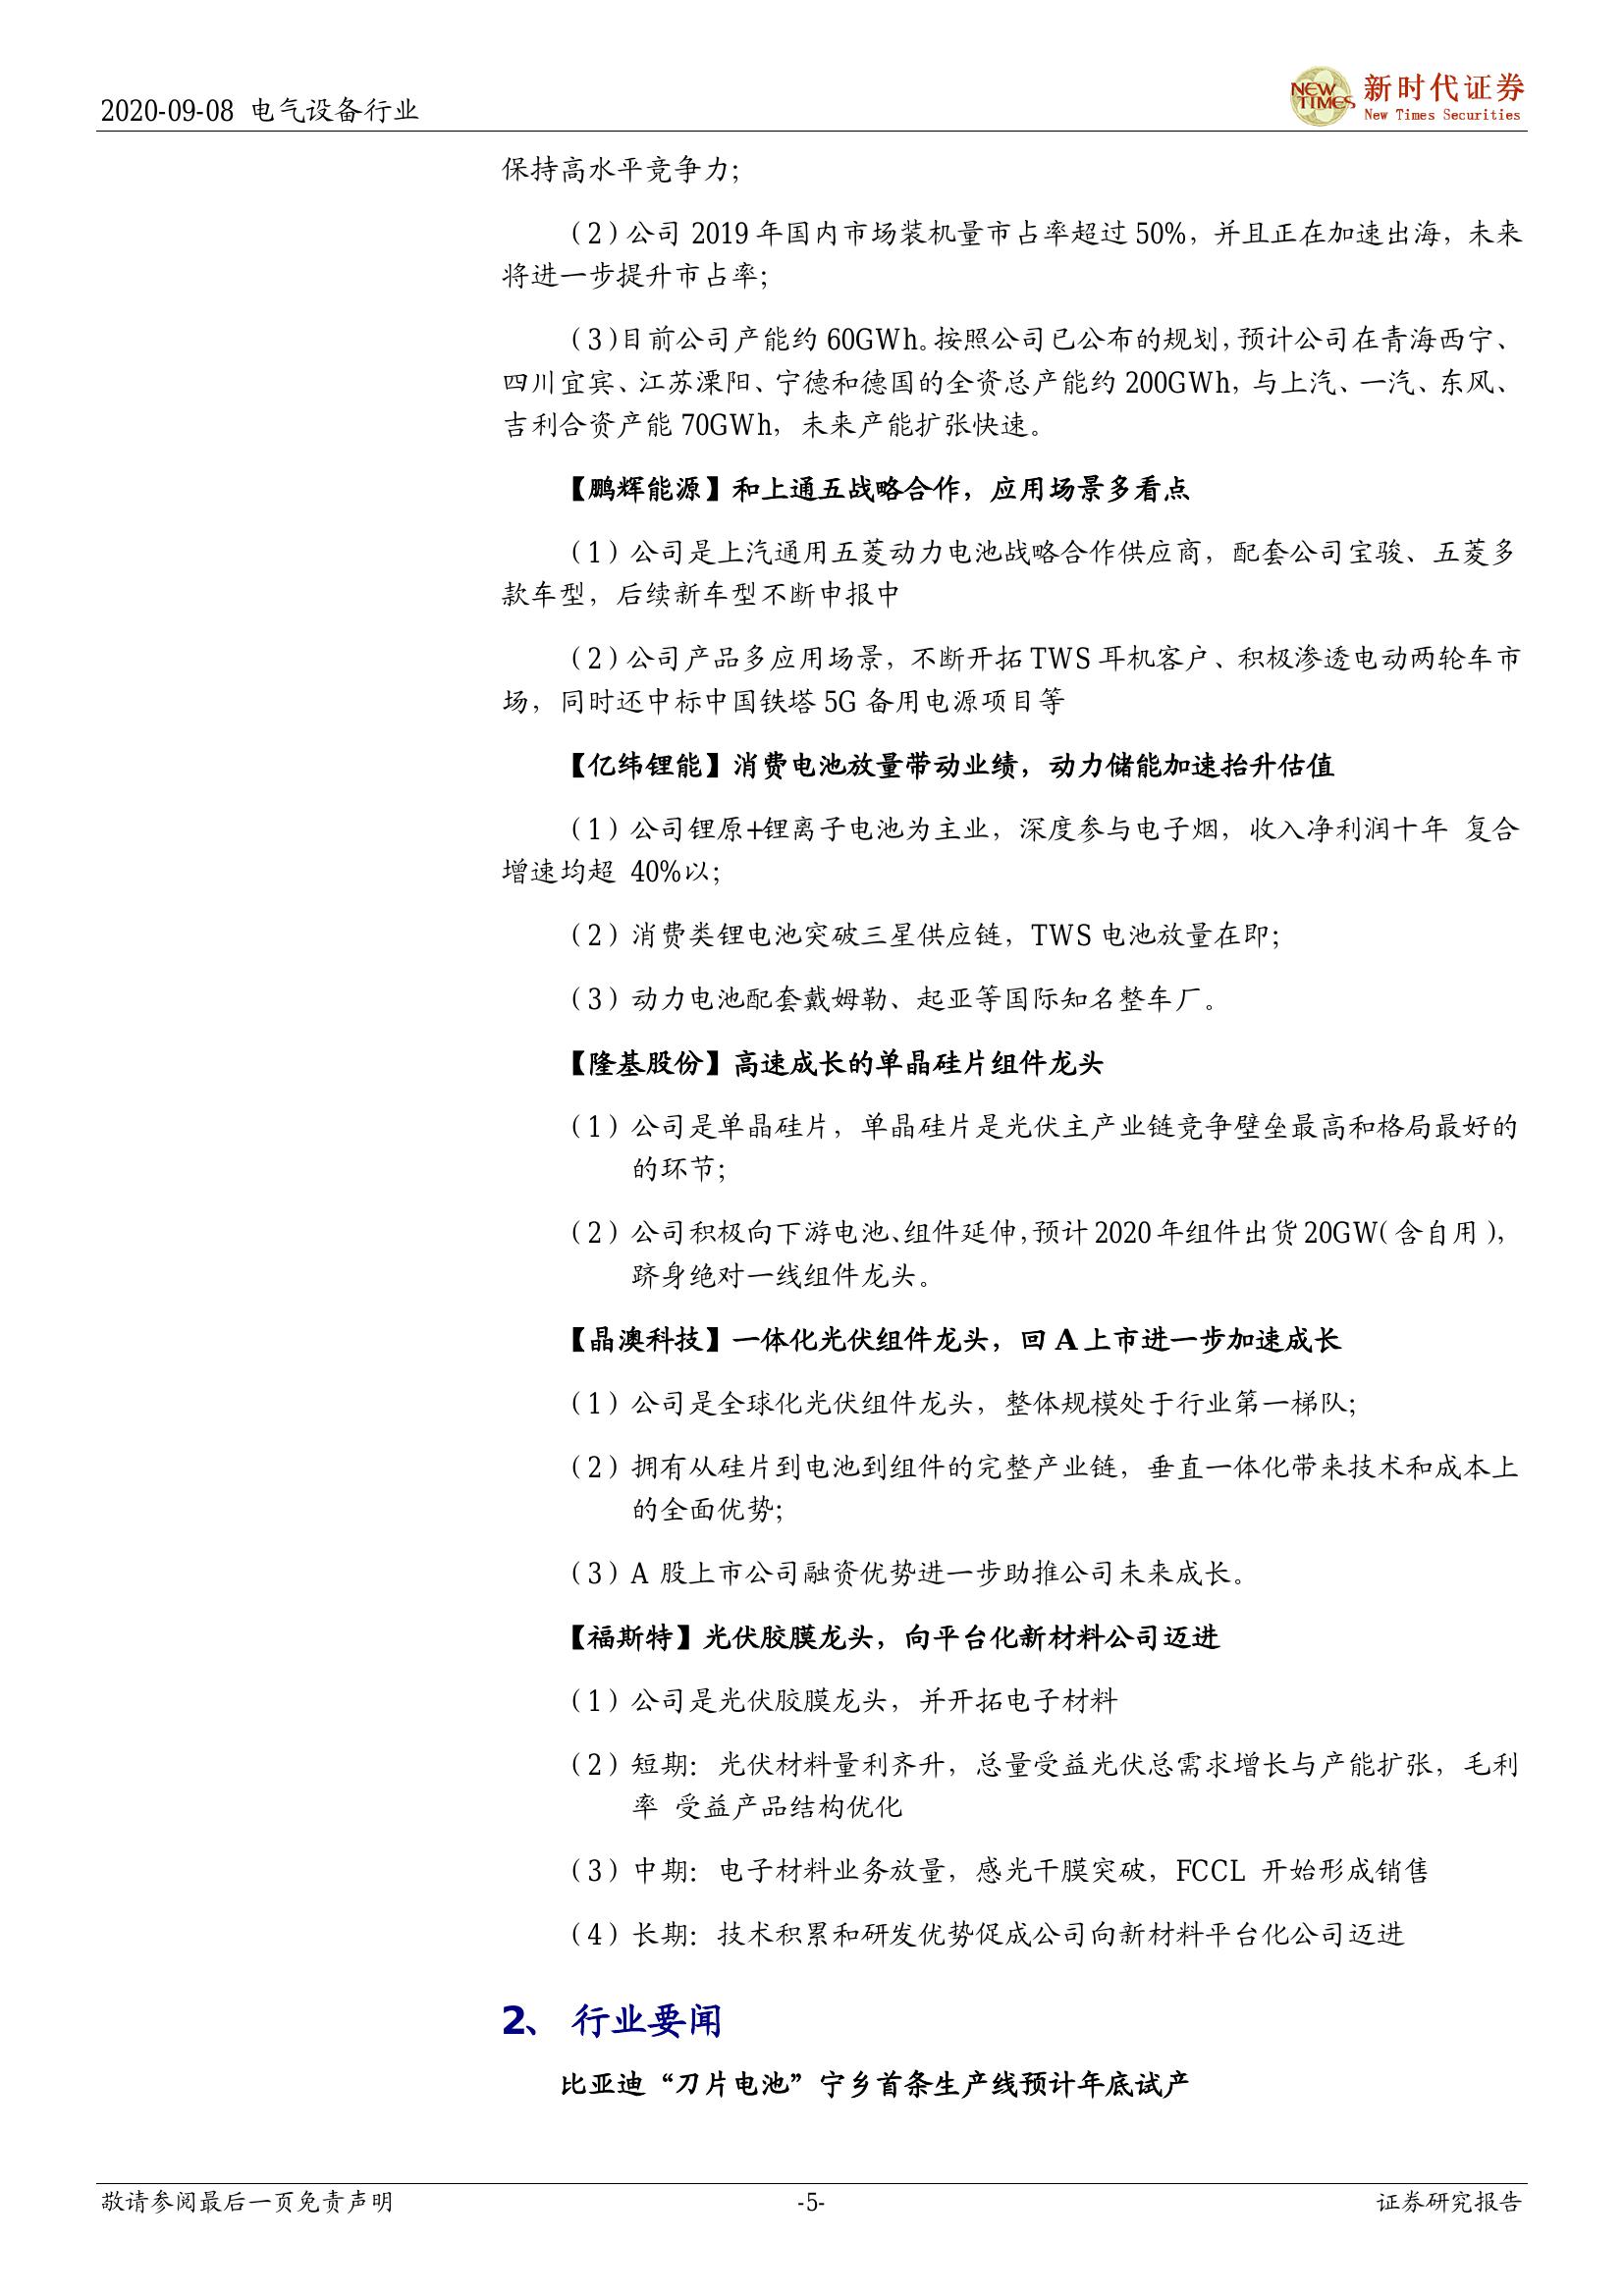 2020-09-08 电气设备行业
NEW TIMES
新时代证券
New Times Securities
保持高水平竞争力；
（2）公司 2019 年国内市场装机量市占率超过 50%，并且正在加速出海，未来
将进一步提升市占率；
（3）目前公司产能约 60GWh。按照公司已公布的规划，预计公司在青海西宁、
四川宜宾、江苏溧阳、宁德和德国的全资总产能约 200GWh，与上汽、一汽、东风、
吉利合资产能 70GWh，未来产能扩张快速。
【鹏辉能源】和上通五战略合作，应用场景多看点
（1）公司是上汽通用五菱动力电池战略合作供应商，配套公司宝骏、五菱多
款车型，后续新车型不断申报中
（2）公司产品多应用场景，不断开拓 TWS 耳机客户、积极渗透电动两轮车市
场，同时还中标中国铁塔 5G 备用电源项目等
【亿纬锂能】消费电池放量带动业绩，动力储能加速抬升估值
（1）公司锂原+锂离子电池为主业，深度参与电子烟，收入净利润十年 复合
增速均超 40%以；
（2）消费类锂电池突破三星供应链，TWS 电池放量在即；
（3）动力电池配套戴姆勒、起亚等国际知名整车厂。
【隆基股份】高速成长的单晶硅片组件龙头
（1）公司是单晶硅片，单晶硅片是光伏主产业链竞争壁垒最高和格局最好的
的环节；
（2）公司积极向下游电池、组件延伸，预计 2020 年组件出货 20GW（含自用），
跻身绝对一线组件龙头。
【晶澳科技】一体化光伏组件龙头，回 A 上市进一步加速成长
（1）公司是全球化光伏组件龙头，整体规模处于行业第一梯队；
（2）拥有从硅片到电池到组件的完整产业链，垂直一体化带来技术和成本上
的全面优势；
（3）A 股上市公司融资优势进一步助推公司未来成长。
【福斯特】光伏胶膜龙头，向平台化新材料公司迈进
（1）公司是光伏胶膜龙头，并开拓电子材料
（2）短期：光伏材料量利齐升，总量受益光伏总需求增长与产能扩张，毛利
率 受益产品结构优化
（3）中期：电子材料业务放量，感光干膜突破，FCCL 开始形成销售
（4）长期：技术积累和研发优势促成公司向新材料平台化公司迈进
2、 行业要闻
比亚迪“刀片电池”宁乡首条生产线预计年底试产
敬请参阅最后一页免责声明
-5-
证券研究报告